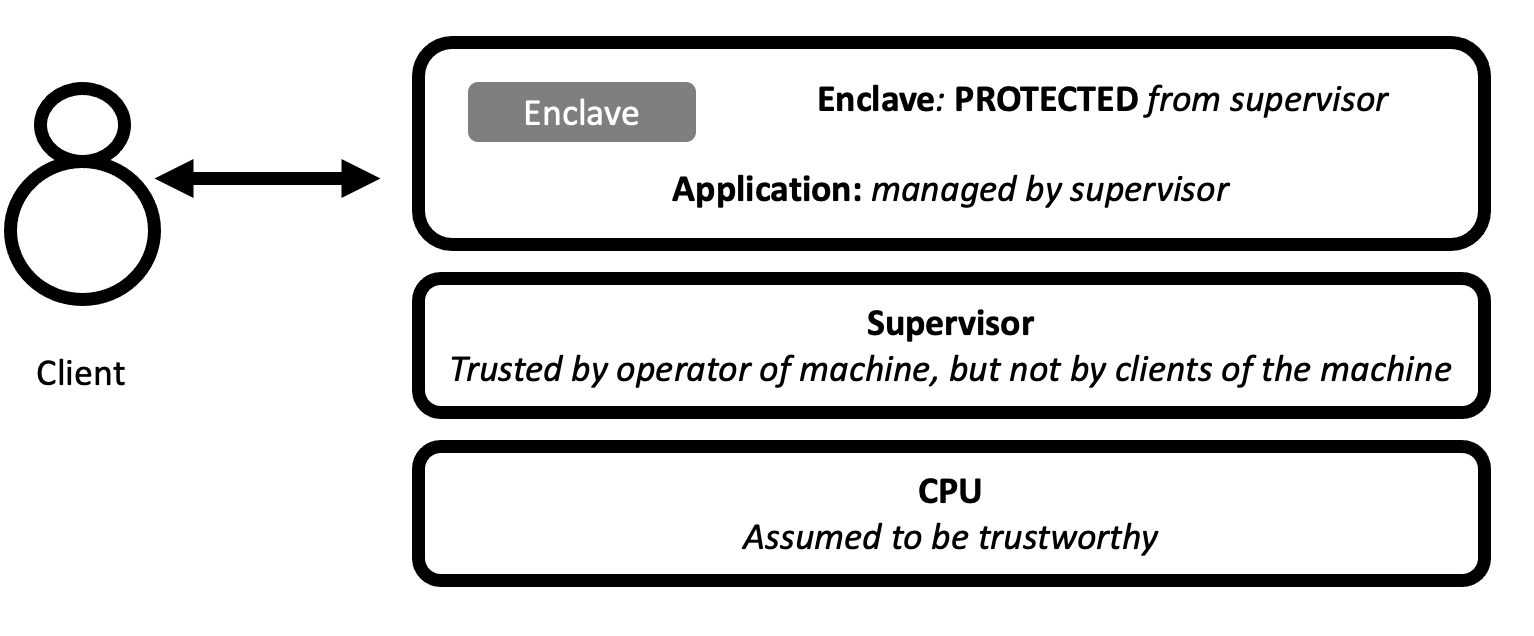 Enclave
Enclave: PROTECTED from supervisor
Application: managed by supervisor
Client
Supervisor
Trusted by operator of machine, but not by clients of the machine
CPU
Assumed to be trustworthy